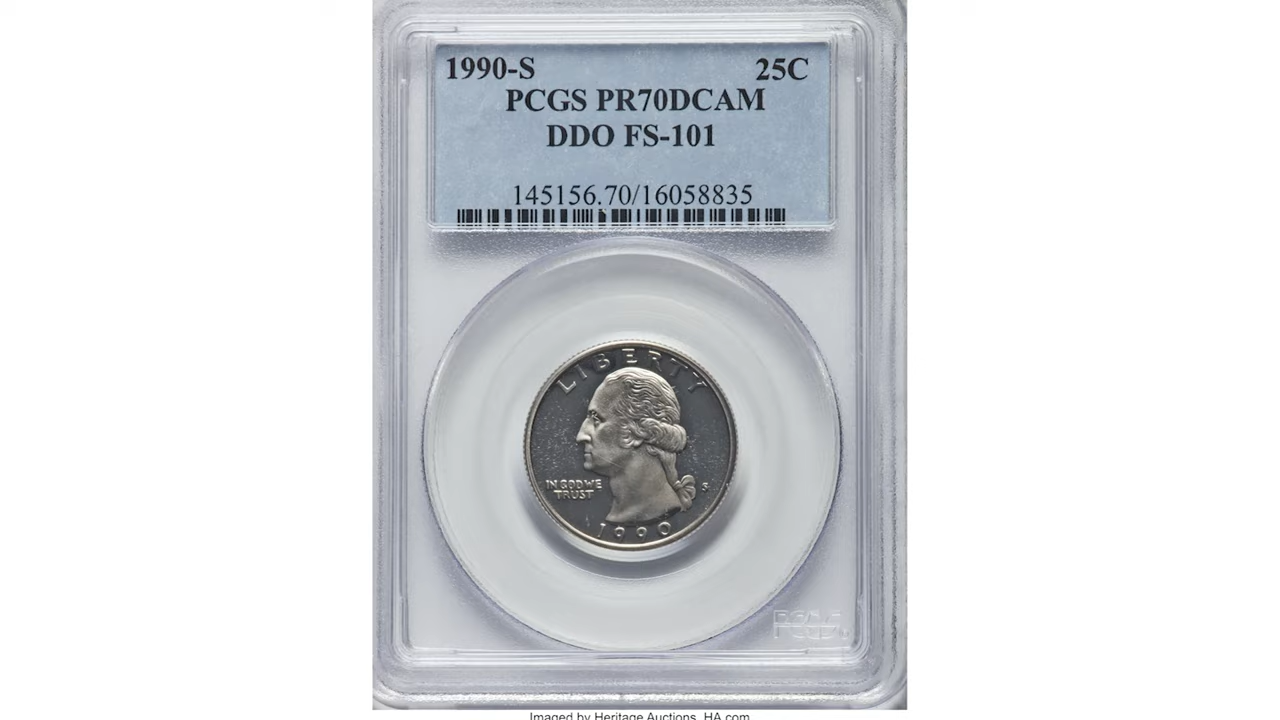 1990-S 25C
PCGS PR70DCAM
DDO FS-101
145156.70/16058835
LIBERTY
IN GOD WE
TRUST
S
1990
PCGS
Imaged by Heritage Auctions, HA.com